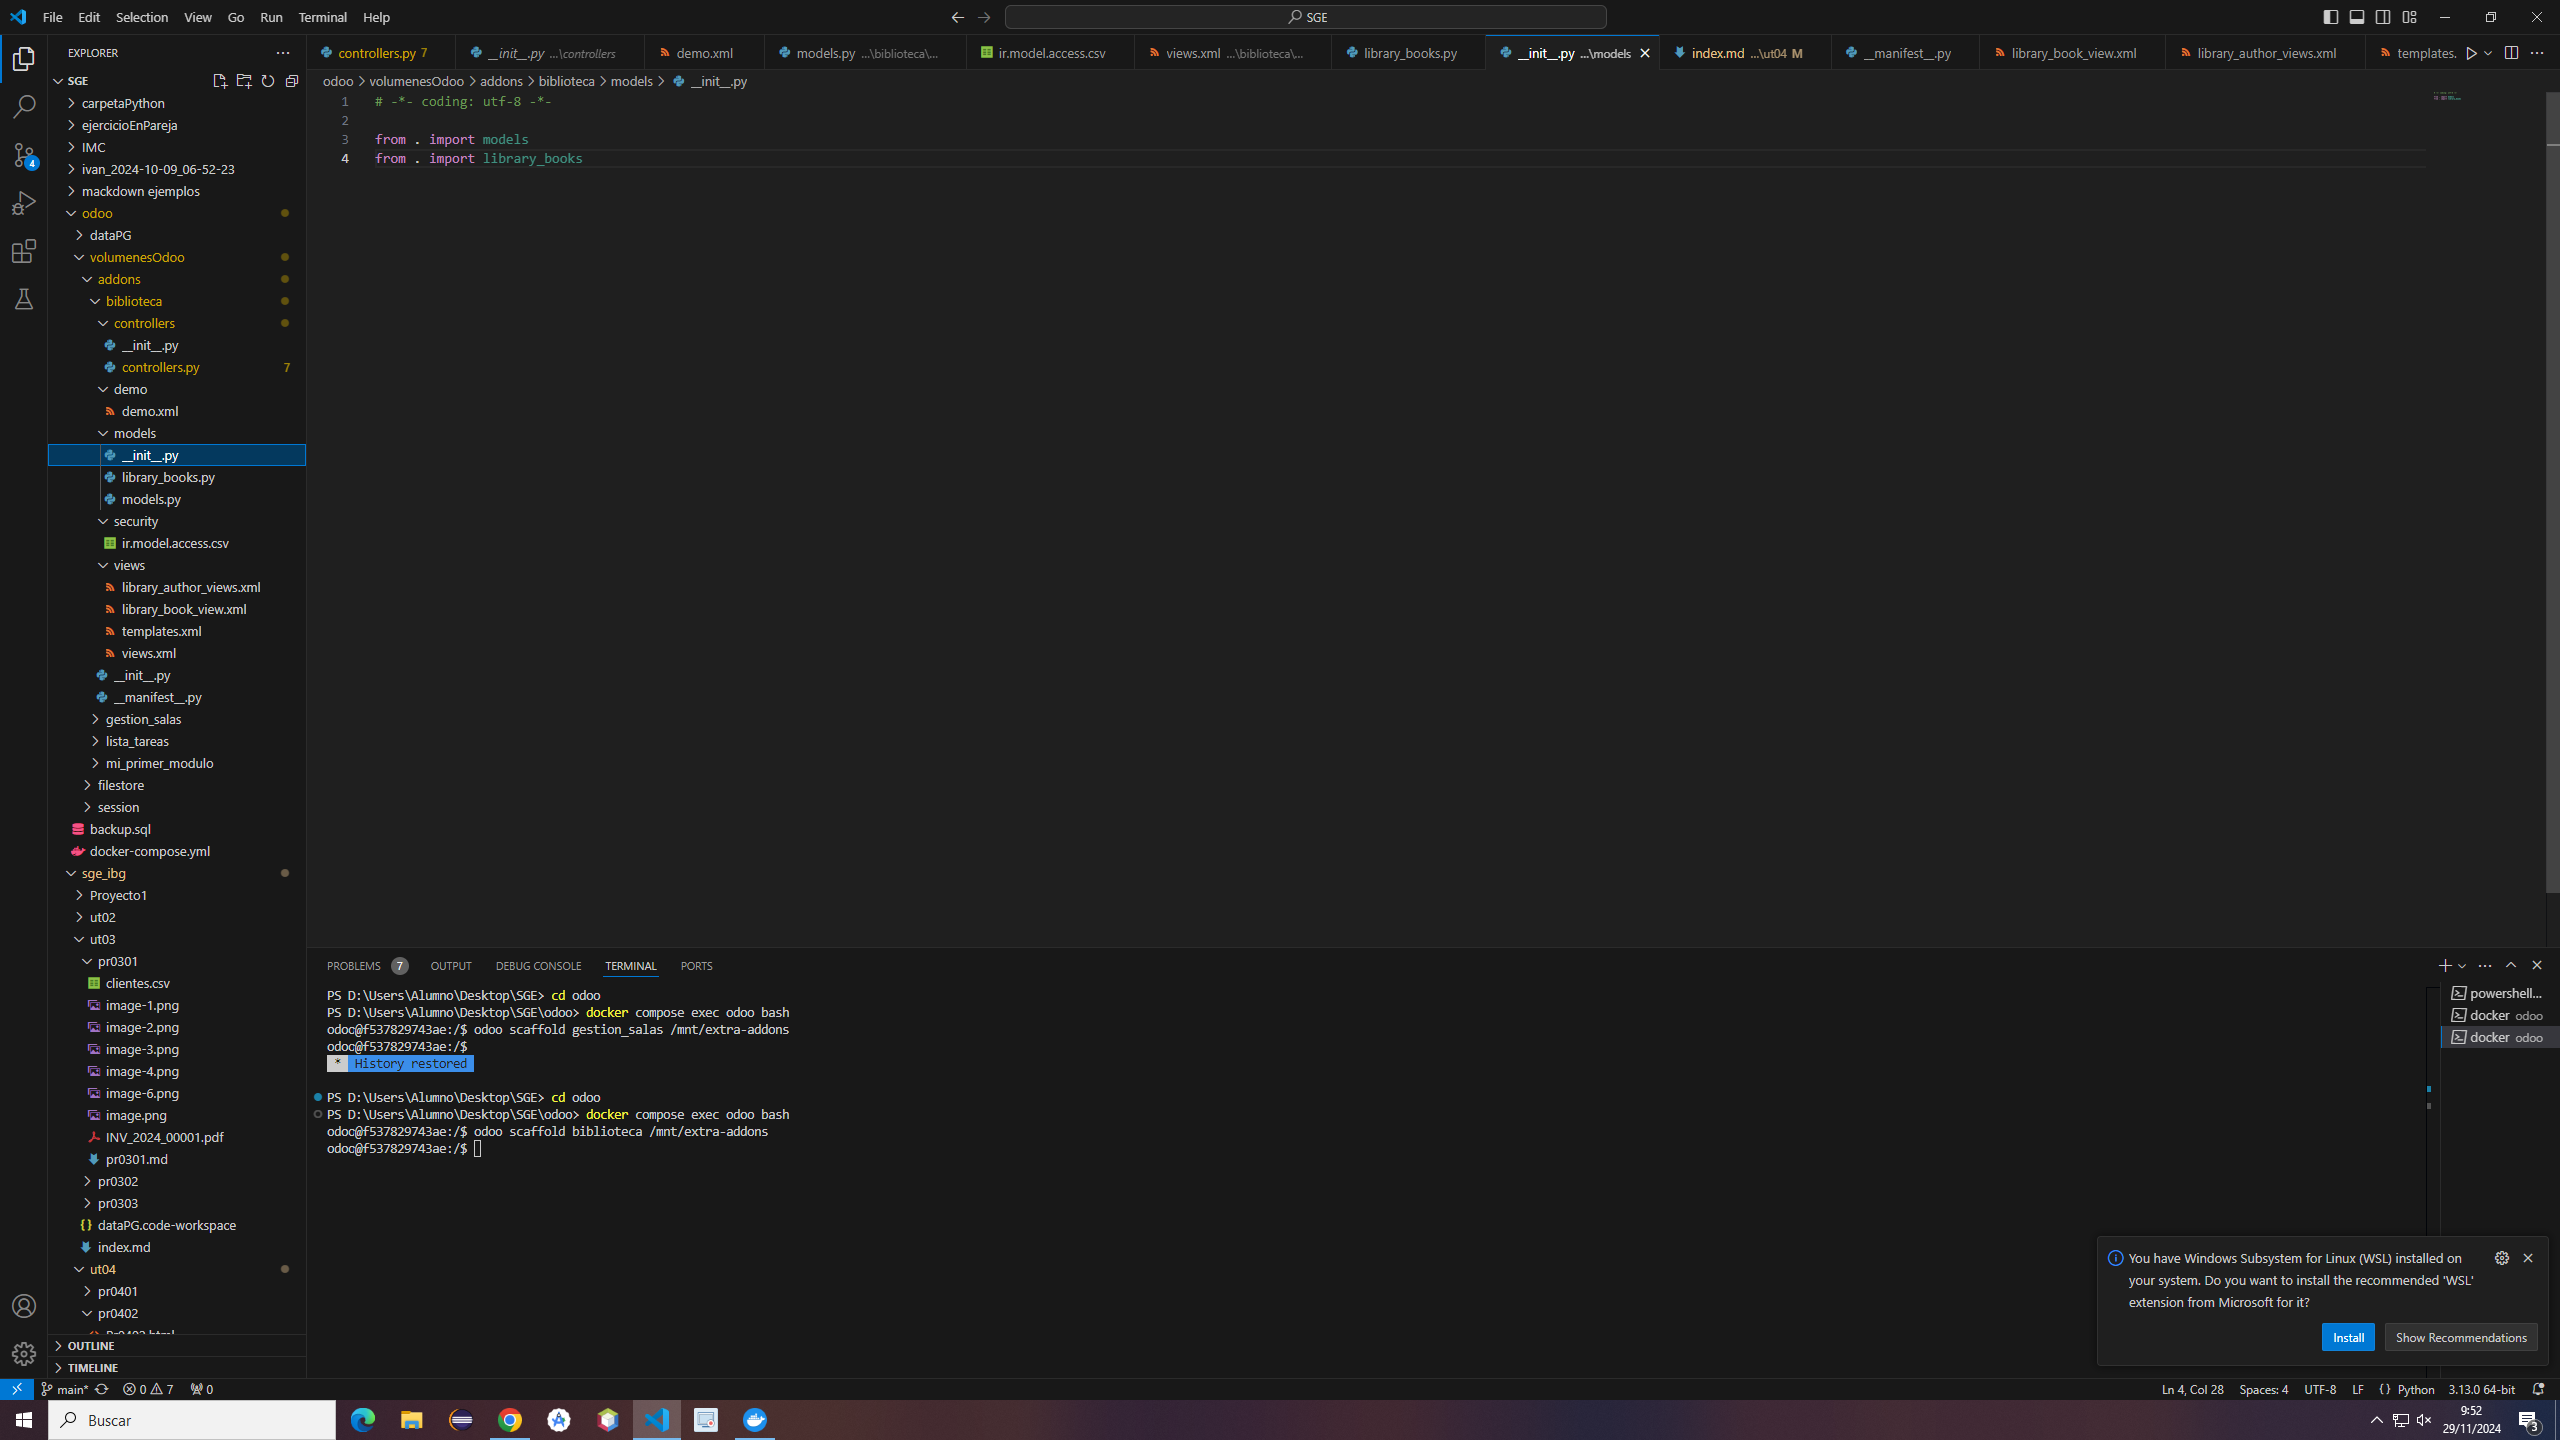 File Edit Selection View Go Run Terminal Help
SGE
EXPLORER
SGE
carpetaPython
ejercicioEnPareja
IMC
ivan_2024-10-09_06-52-23
mackdown ejemplos
odoo
dataPG
volumenesOdoo
addons
biblioteca
controllers
__init__.py
controllers.py 7
demo
demo.xml
models
__init__.py
library_books.py
models.py
security
ir.model.access.csv
views
library_author_views.xml
library_book_view.xml
templates.xml
views.xml
__init__.py
__manifest__.py
gestion_salas
lista_tareas
mi_primer_modulo
filestore
session
backup.sql
docker-compose.yml
sge_ibg
Proyecto1
ut02
ut03
pr0301
clientes.csv
image-1.png
image-2.png
image-3.png
image-4.png
image-6.png
image.png
INV_2024_00001.pdf
pr0301.md
pr0302
pr0303
dataPG.code-workspace
index.md
ut04
pr0401
pr0402
OUTLINE
TIMELINE
4
controllers.py 7
__init__.py ...\controllers
demo.xml
models.py ...\biblioteca\...
ir.model.access.csv
views.xml ...\biblioteca\...
library_books.py
__init__.py ...\models
index.md ...\ut04 M
__manifest__.py
library_book_view.xml
library_author_views.xml
templates.
odoo > volumenesOdoo > addons > biblioteca > models > __init__.py
1 # -*- coding: utf-8 -*-
2
3 from . import models
4 from . import library_books
PROBLEMS 7 OUTPUT DEBUG CONSOLE TERMINAL PORTS
PS D:\Users\Alumno\Desktop\SGE> cd odoo
PS D:\Users\Alumno\Desktop\SGE\odoo> docker compose exec odoo bash
odoo@f537829743ae:/$ odoo scaffold gestion_salas /mnt/extra-addons
odoo@f537829743ae:/$
* History restored
PS D:\Users\Alumno\Desktop\SGE> cd odoo
PS D:\Users\Alumno\Desktop\SGE\odoo> docker compose exec odoo bash
odoo@f537829743ae:/$ odoo scaffold biblioteca /mnt/extra-addons
odoo@f537829743ae:/$
powershell...
docker odoo
docker odoo
You have Windows Subsystem for Linux (WSL) installed on
your system. Do you want to install the recommended 'WSL'
extension from Microsoft for it?
Install Show Recommendations
main* 0 7 0
Ln 4, Col 28 Spaces: 4 UTF-8 LF {} Python 3.13.0 64-bit
Buscar
9:52
29/11/2024
3